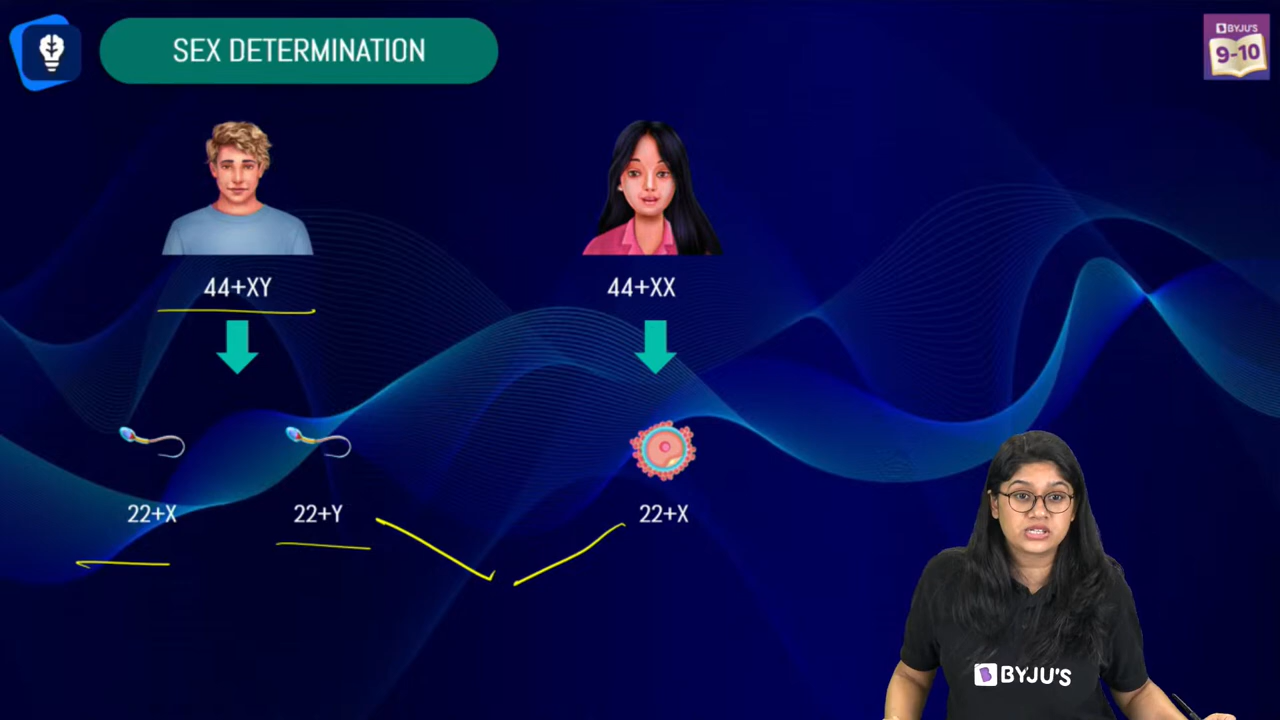 SEX DETERMINATION
BYJU'S
9-10
44+XY
44+XX
22+X
22+Y
22+X
BYJU'S